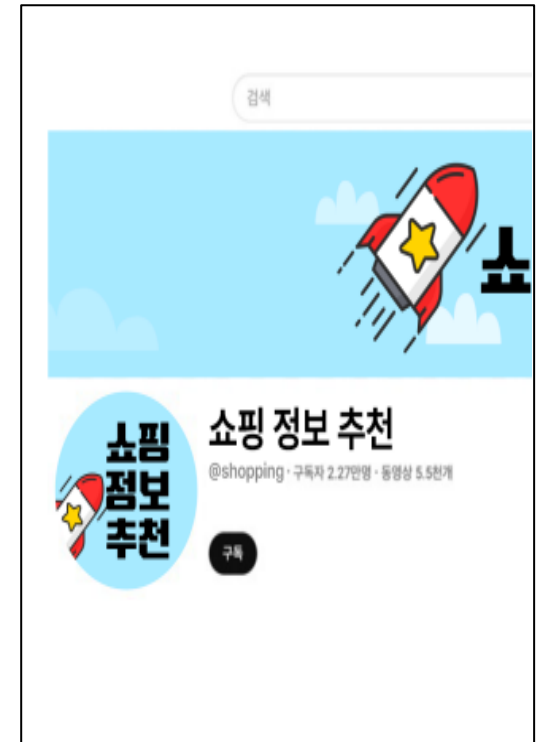 검색
쇼
쇼핑
정보
추천
쇼핑 정보 추천
@shopping · 구독자 2.27만명 · 동영상 5.5천개
구독